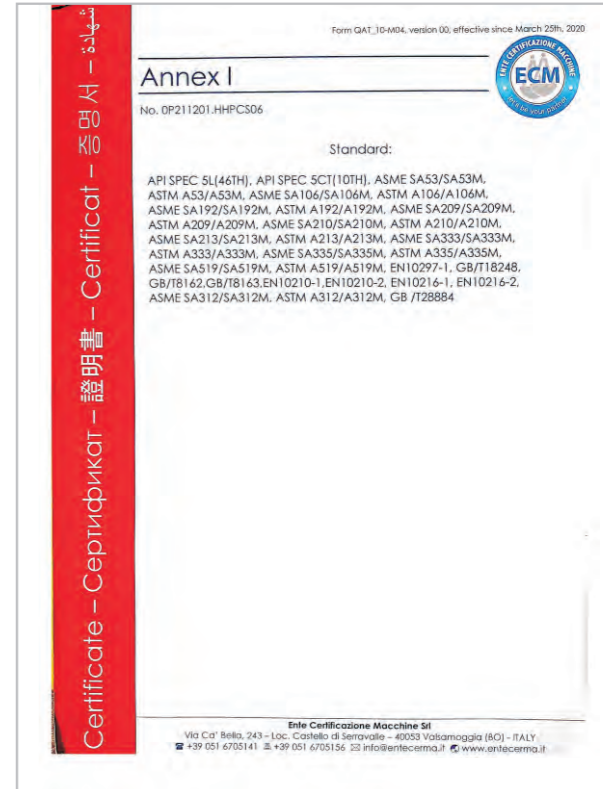 Form QAT_10-M04, version 00, effective since March 25th, 2020
Annex I
ENTE CERTIFICAZIONE MACCHINE
ECM
No. 0P211201.HHPCS06
Standard:
API SPEC 5L(46TH), API SPEC 5CT(10TH), ASME SA53/SA53M,
ASTM A53/A53M, ASME SA106/SA106M, ASTM A106/A106M,
ASME SA192/SA192M, ASTM A192/A192M, ASME SA209/SA209M,
ASTM A209/A209M, ASME SA210/SA210M, ASTM A210/A210M,
ASME SA213/SA213M, ASTM A213/A213M, ASME SA333/SA333M,
ASTM A333/A333M, ASME SA335/SA335M, ASTM A335/A335M,
ASME SA519/SA519M, ASTM A519/A519M, EN10297-1, GB/T18248,
GB/T8162,GB/T8163,EN10210-1,EN10210-2, EN10216-1, EN10216-2,
ASME SA312/SA312M, ASTM A312/A312M, GB /T28884
Certificate – Сертификат – 證明書 – Certificat – 증명서 – شهادة
Ente Certificazione Macchine Srl
Via Ca' Bella, 243 – Loc. Castello di Serravalle – 40053 Valsamoggia (BO) - ITALY
+39 051 6705141 +39 051 6705156 info@entecerma.it www.entecerma.it